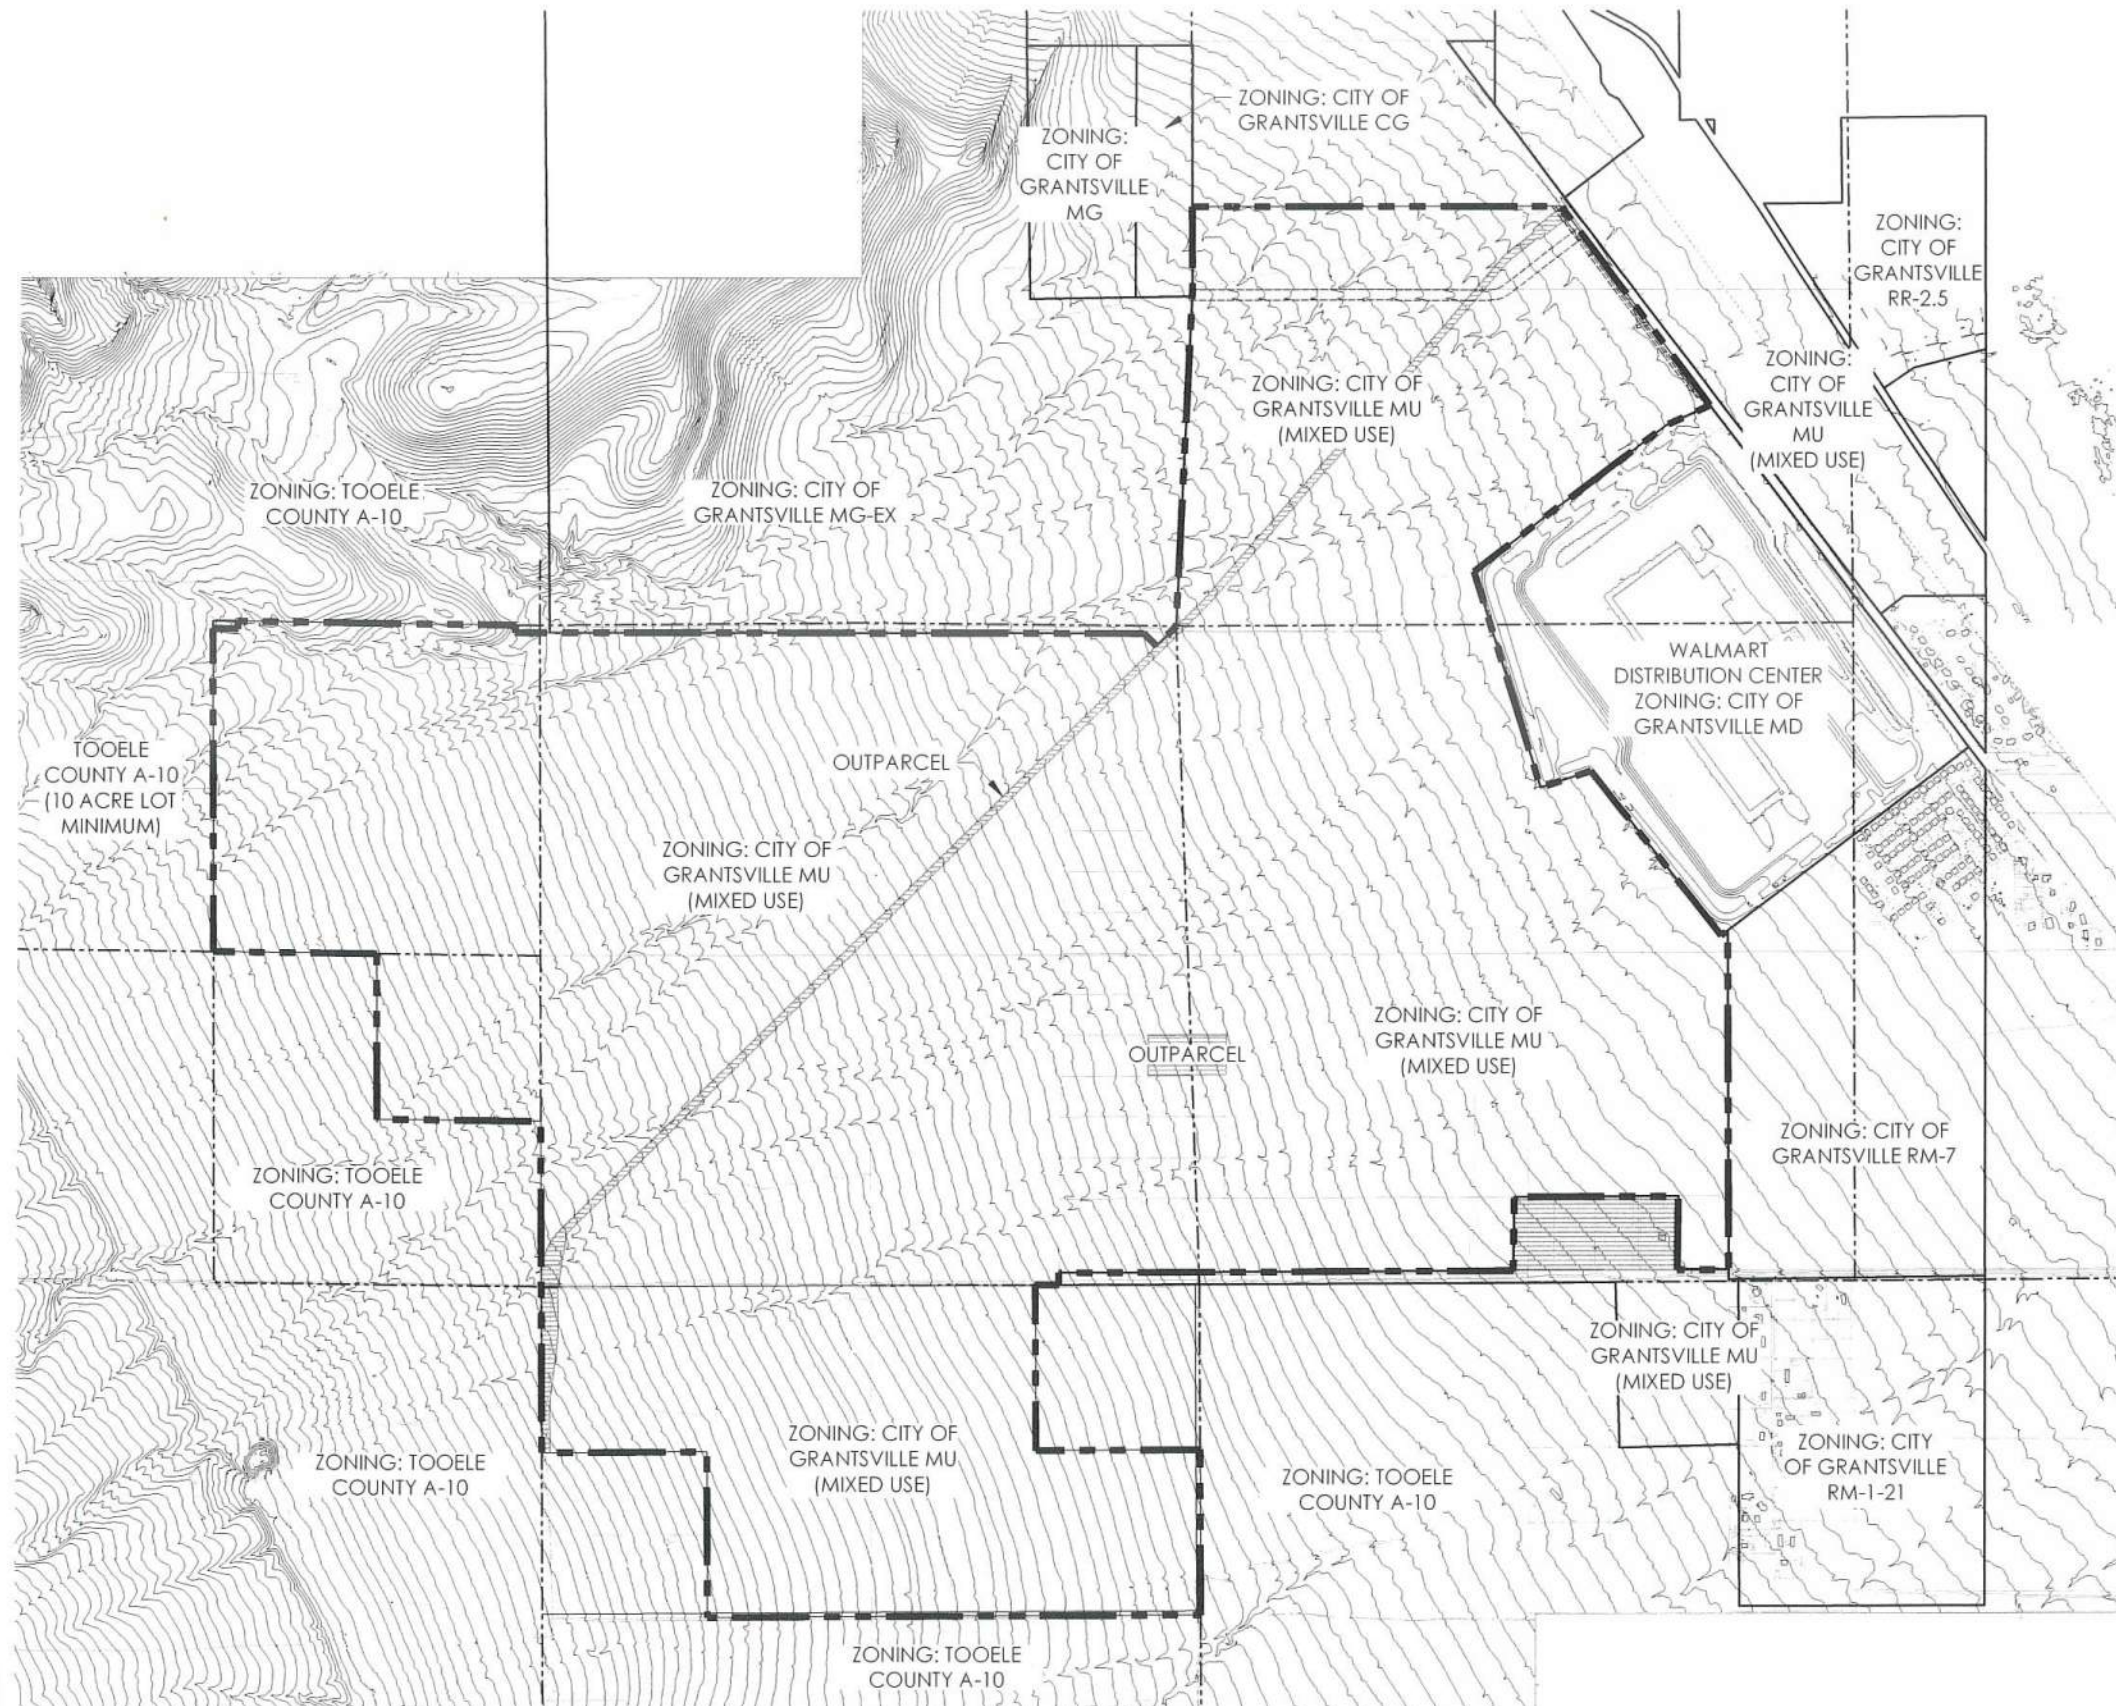 ZONING: CITY OF
GRANTSVILLE CG
ZONING:
CITY OF
GRANTSVILLE
MG
ZONING:
CITY OF
GRANTSVILLE
RR-2.5
ZONING:
CITY OF
GRANTSVILLE
MU
(MIXED USE)
ZONING: CITY OF
GRANTSVILLE MU
(MIXED USE)
ZONING: TOOELE
COUNTY A-10
ZONING: CITY OF
GRANTSVILLE MG-EX
WALMART
DISTRIBUTION CENTER
ZONING: CITY OF
GRANTSVILLE MD
TOOELE
COUNTY A-10
(10 ACRE LOT
MINIMUM)
OUTPARCEL
ZONING: CITY OF
GRANTSVILLE MU
(MIXED USE)
ZONING: CITY OF
GRANTSVILLE MU
(MIXED USE)
OUTPARCEL
ZONING: CITY OF
GRANTSVILLE RM-7
ZONING: TOOELE
COUNTY A-10
ZONING: CITY OF
GRANTSVILLE MU
(MIXED USE)
ZONING: CITY OF
GRANTSVILLE MU
(MIXED USE)
ZONING: CITY
OF GRANTSVILLE
RM-1-21
ZONING: TOOELE
COUNTY A-10
ZONING: TOOELE
COUNTY A-10
ZONING: TOOELE
COUNTY A-10